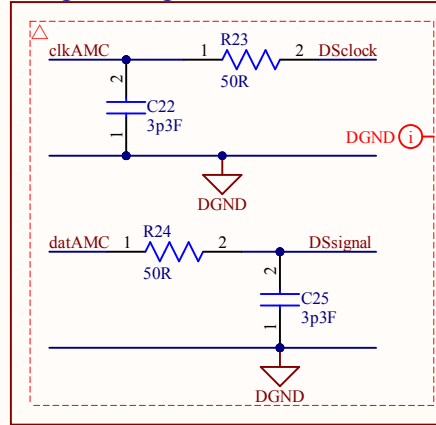 clkAMC 1 R23 2 DSclock
50R
2 C22
1 3p3F
DGND i
DGND
datAMC 1 R24 2 DSsignal
50R
2 C25
1 3p3F
DGND